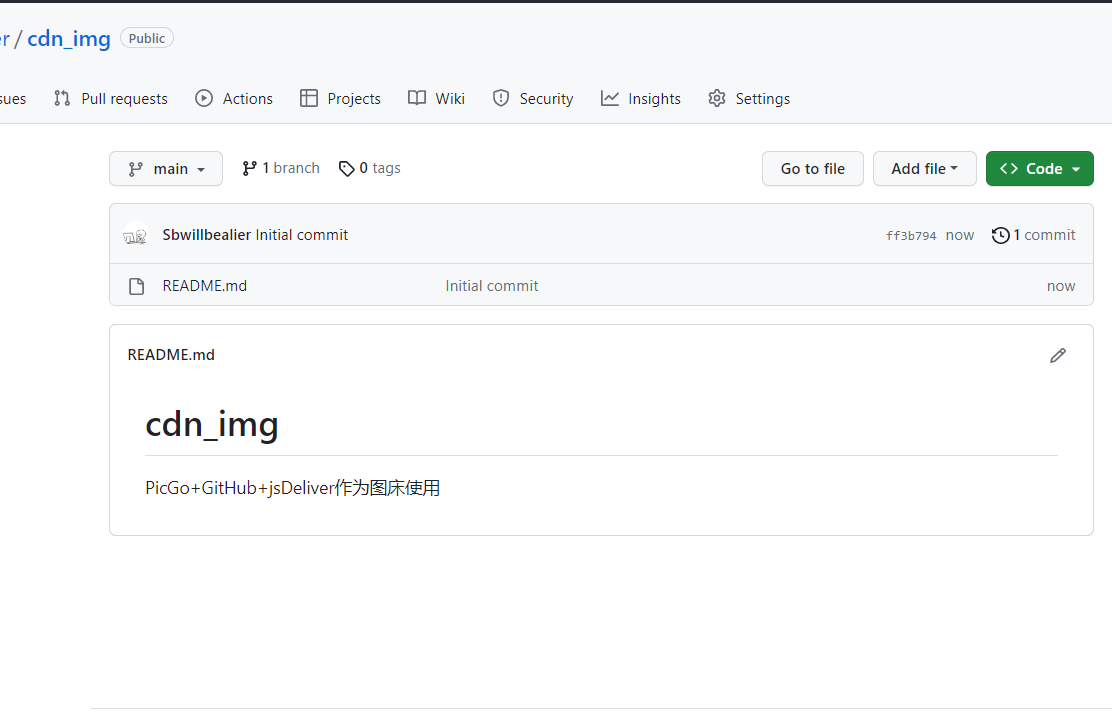 er / cdn_img Public
sues Pull requests Actions Projects Wiki Security Insights Settings
main 1 branch 0 tags Go to file Add file Code
Sbwillbealier Initial commit ff3b794 now 1 commit
README.md Initial commit now
README.md
cdn_img
PicGo+GitHub+jsDeliver作为图床使用